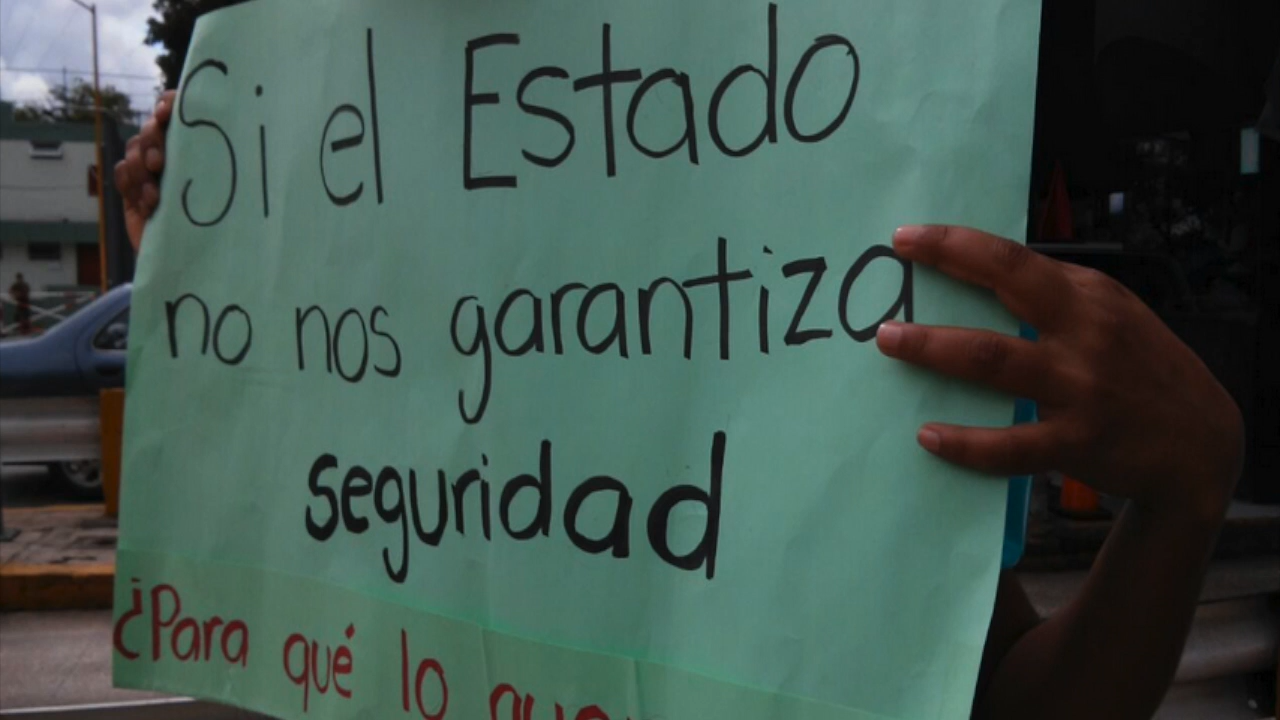 Si el Estado
no nos garantiza
seguridad
¿Para qué lo